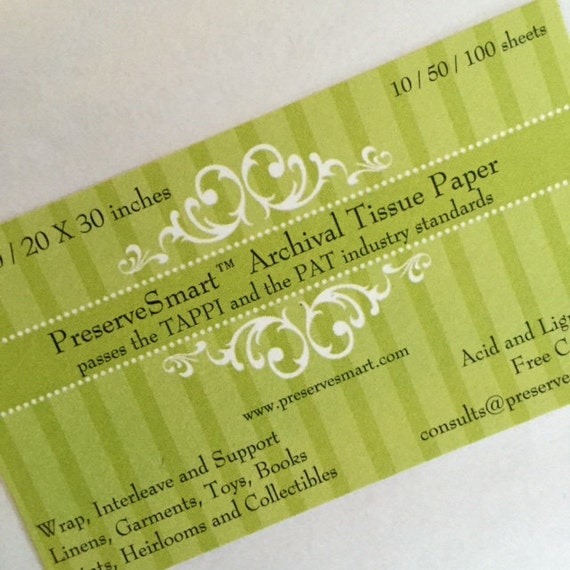 / 20 X 30 inches
10 / 50 / 100 sheets
PreserveSmart™ Archival Tissue Paper
passes the TAPPI and the PAT industry standards
www.preservesmart.com
Acid and Lign
Free C
consults@preserve
Wrap, Interleave and Support
Linens, Garments, Toys, Books
ints, Heirlooms and Collectibles